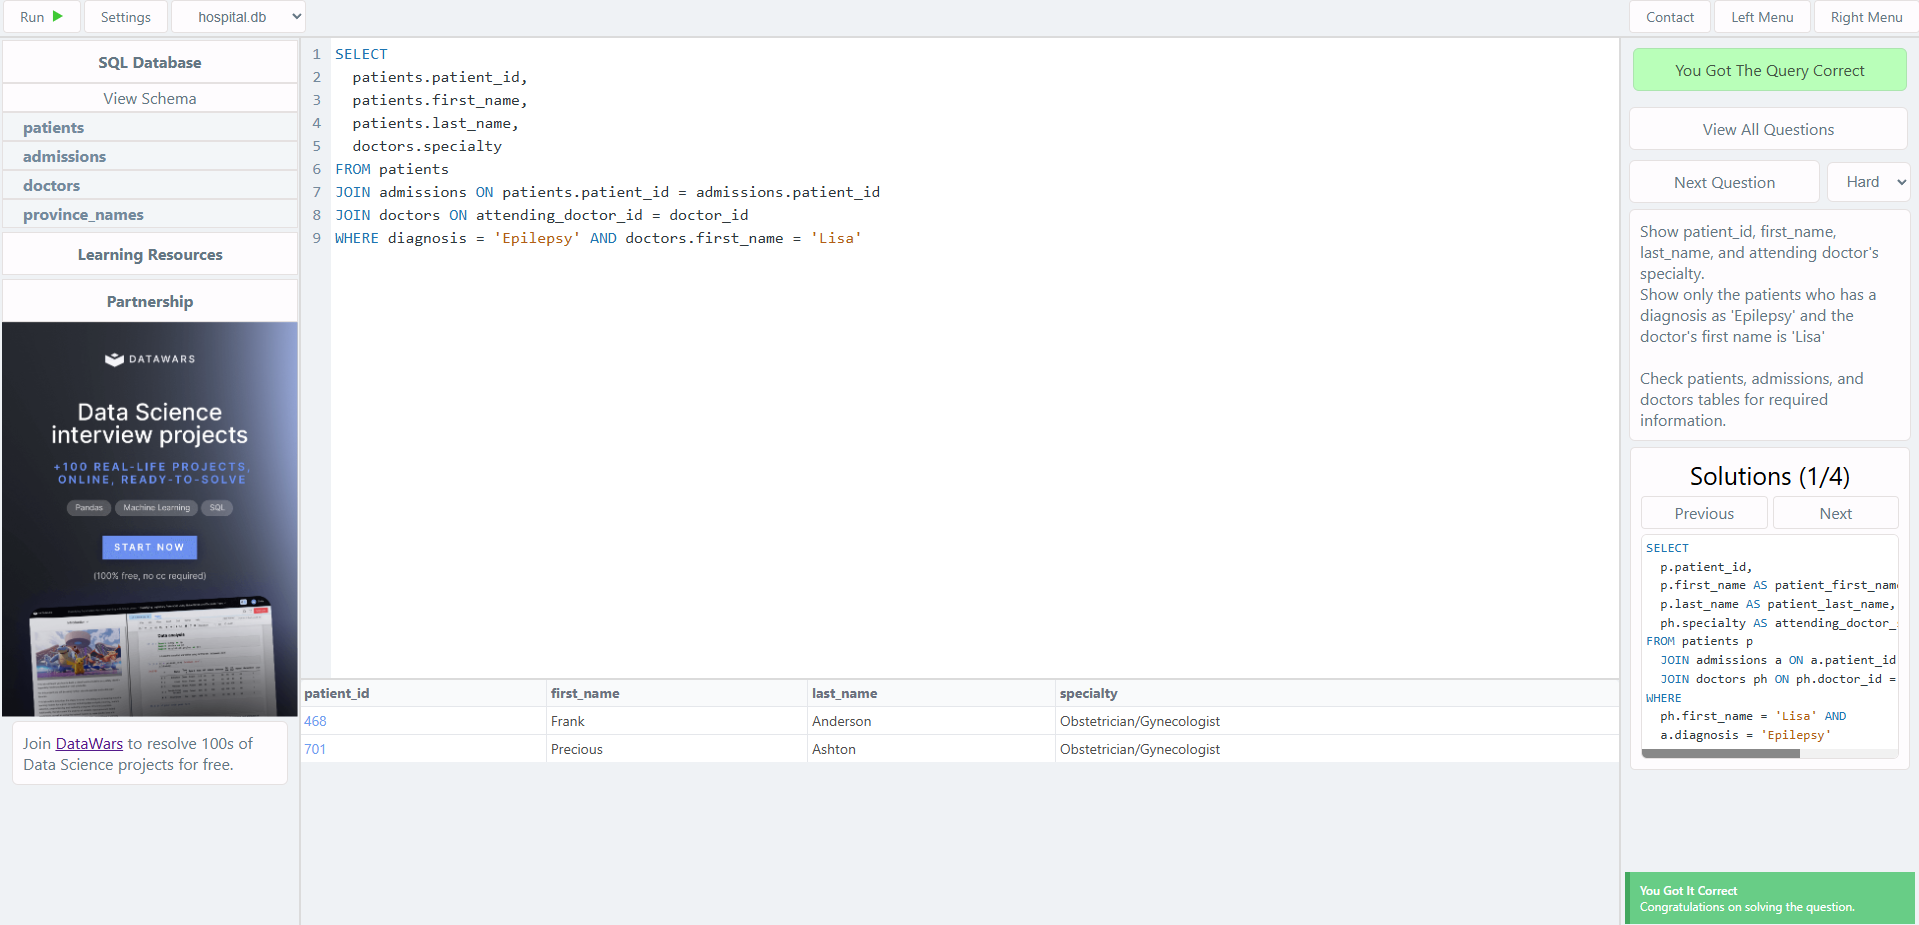 Run
Settings
hospital.db
Contact
Left Menu
Right Menu
SQL Database
View Schema
patients
admissions
doctors
province_names
Learning Resources
Partnership
DATAWARS
Data Science
interview projects
+100 REAL-LIFE PROJECTS,
ONLINE, READY-TO-SOLVE
Pandas
Machine Learning
SQL
START NOW
(100% free, no cc required)
Join DataWars to resolve 100s of
Data Science projects for free.
1 SELECT
2 patients.patient_id,
3 patients.first_name,
4 patients.last_name,
5 doctors.specialty
6 FROM patients
7 JOIN admissions ON patients.patient_id = admissions.patient_id
8 JOIN doctors ON attending_doctor_id = doctor_id
9 WHERE diagnosis = 'Epilepsy' AND doctors.first_name = 'Lisa'
patient_id first_name last_name specialty
468 Frank Anderson Obstetrician/Gynecologist
701 Precious Ashton Obstetrician/Gynecologist
You Got The Query Correct
View All Questions
Next Question
Hard
Show patient_id, first_name,
last_name, and attending doctor's
specialty.
Show only the patients who has a
diagnosis as 'Epilepsy' and the
doctor's first name is 'Lisa'
Check patients, admissions, and
doctors tables for required
information.
Solutions (1/4)
Previous
Next
SELECT
p.patient_id,
p.first_name AS patient_first_name
p.last_name AS patient_last_name,
ph.specialty AS attending_doctor_
FROM patients p
JOIN admissions a ON a.patient_id
JOIN doctors ph ON ph.doctor_id =
WHERE
ph.first_name = 'Lisa' AND
a.diagnosis = 'Epilepsy'
You Got It Correct
Congratulations on solving the question.